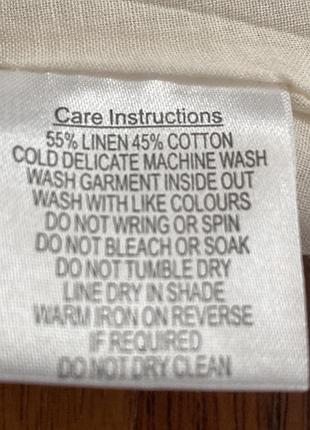 Care Instructions
55% LINEN 45% COTTON
COLD DELICATE MACHINE WASH
WASH GARMENT INSIDE OUT
WASH WITH LIKE COLOURS
DO NOT WRING OR SPIN
DO NOT BLEACH OR SOAK
DO NOT TUMBLE DRY
LINE DRY IN SHADE
WARM IRON ON REVERSE
IF REQUIRED
DO NOT DRY CLEAN